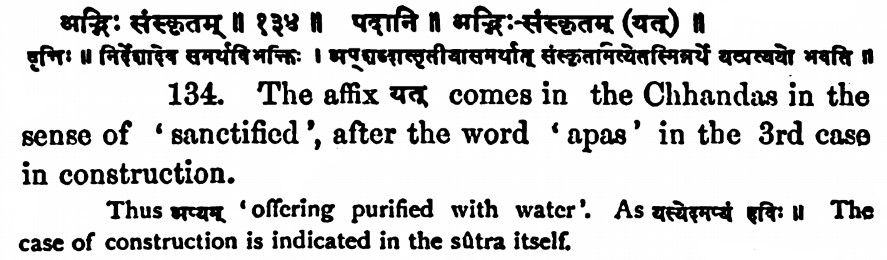 अद्भिः संस्कृतम् ॥ १३४ ॥ पदानि ॥ अद्भिः-संस्कृतम् (यत्) ॥
वृत्तिः ॥ निर्देशादेव समर्थविभक्तिः । अप्शब्दात्तृतीयासमर्थात् संस्कृतमित्येतस्मिन्नर्थे यत्प्रत्ययो भवति ॥
134. The affix यत् comes in the Chhandas in the
sense of ‘sanctified’, after the word ‘apas’ in the 3rd case
in construction.
Thus अप्यम् ‘offering purified with water’. As यस्येदमप्यं हविः ॥ The
case of construction is indicated in the sûtra itself.